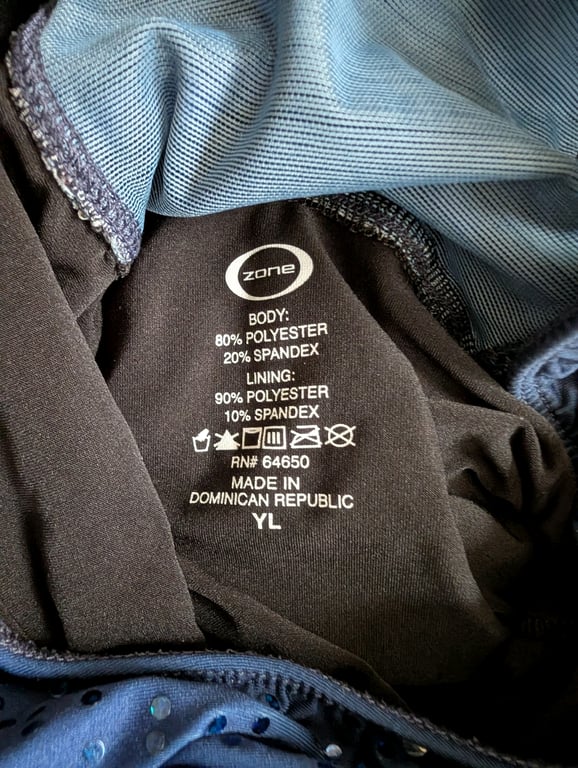 zone
BODY:
80% POLYESTER
20% SPANDEX
LINING:
90% POLYESTER
10% SPANDEX
RN# 64650
MADE IN
DOMINICAN REPUBLIC
YL